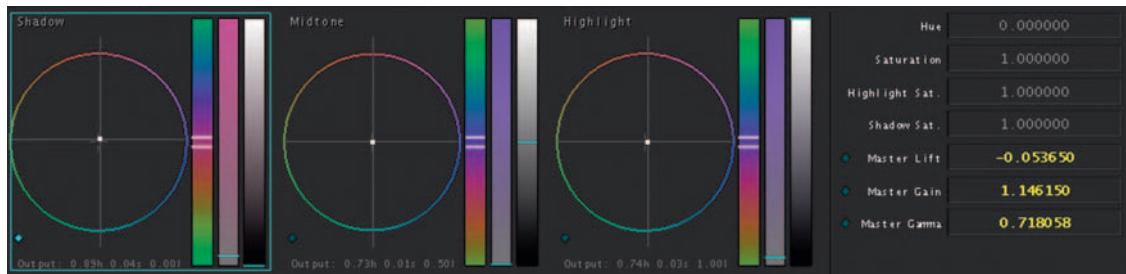 Shadow
Midtone
Highlight
Output: 0.89h 0.04s 0.00l
Output: 0.73h 0.01s 0.50l
Output: 0.74h 0.03s 1.00l
Hue 0.000000
Saturation 1.000000
Highlight Sat. 1.000000
Shadow Sat. 1.000000
Master Lift -0.053650
Master Gain 1.146150
Master Gamma 0.718058